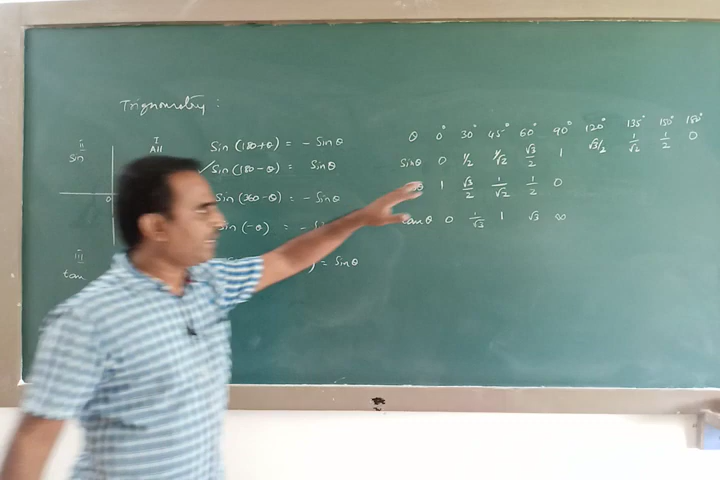 Trigonometry:
II
Sin
I
All
0
III
tan
Sin (180+θ) = - Sinθ
✓Sin (180-θ) = Sinθ
Sin (360-θ) = - Sinθ
Sin (-θ) = - Si
) = Sinθ
θ 0° 30° 45° 60° 90° 120° 135° 150° 180°
Sinθ 0 1/2 1/√2 √3/2 1 √3/2 1/√2 1/2 0
θ 1 √3/2 1/√2 1/2 0
tanθ 0 1/√3 1 √3 ∞